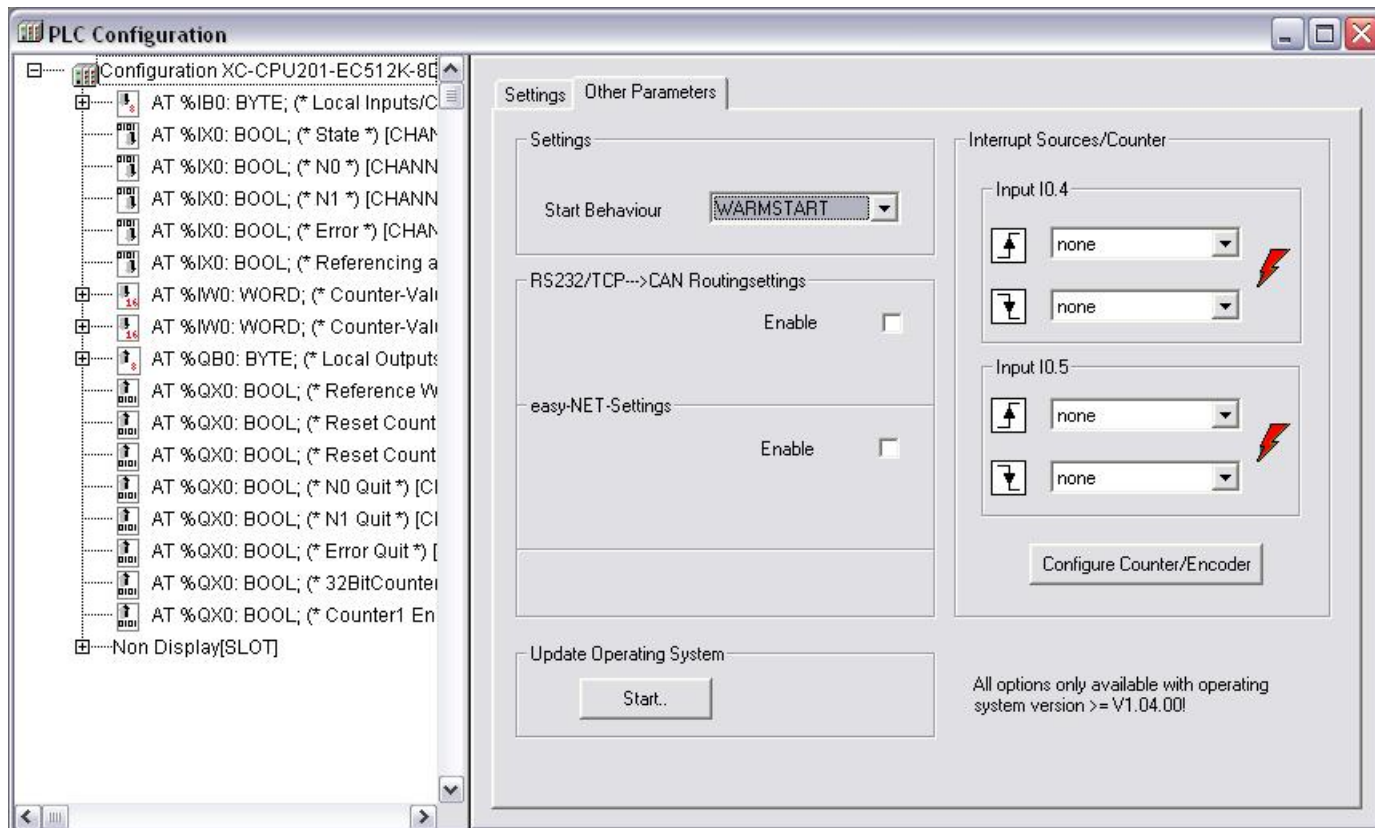 PLC Configuration
Configuration XC-CPU201-EC512K-8D
AT %IB0: BYTE; (* Local Inputs/C
AT %IX0: BOOL; (* State *) [CHAN
AT %IX0: BOOL; (* N0 *) [CHANN
AT %IX0: BOOL; (* N1 *) [CHANN
AT %IX0: BOOL; (* Error *) [CHAN
AT %IX0: BOOL; (* Referencing a
AT %IW0: WORD; (* Counter-Valu
AT %IW0: WORD; (* Counter-Valu
AT %QB0: BYTE; (* Local Outputs
AT %QX0: BOOL; (* Reference W
AT %QX0: BOOL; (* Reset Count
AT %QX0: BOOL; (* Reset Count
AT %QX0: BOOL; (* N0 Quit *) [CI
AT %QX0: BOOL; (* N1 Quit *) [CI
AT %QX0: BOOL; (* Error Quit *) [
AT %QX0: BOOL; (* 32BitCounter
AT %QX0: BOOL; (* Counter1 En
Non Display[SLOT]
Settings
Other Parameters
Settings
Start Behaviour
WARMSTART
RS232/TCP--->CAN Routingsettings
Enable
easy-NET-Settings
Enable
Update Operating System
Start..
Interrupt Sources/Counter
Input I0.4
none
none
Input I0.5
none
none
Configure Counter/Encoder
All options only available with operating
system version >= V1.04.00!